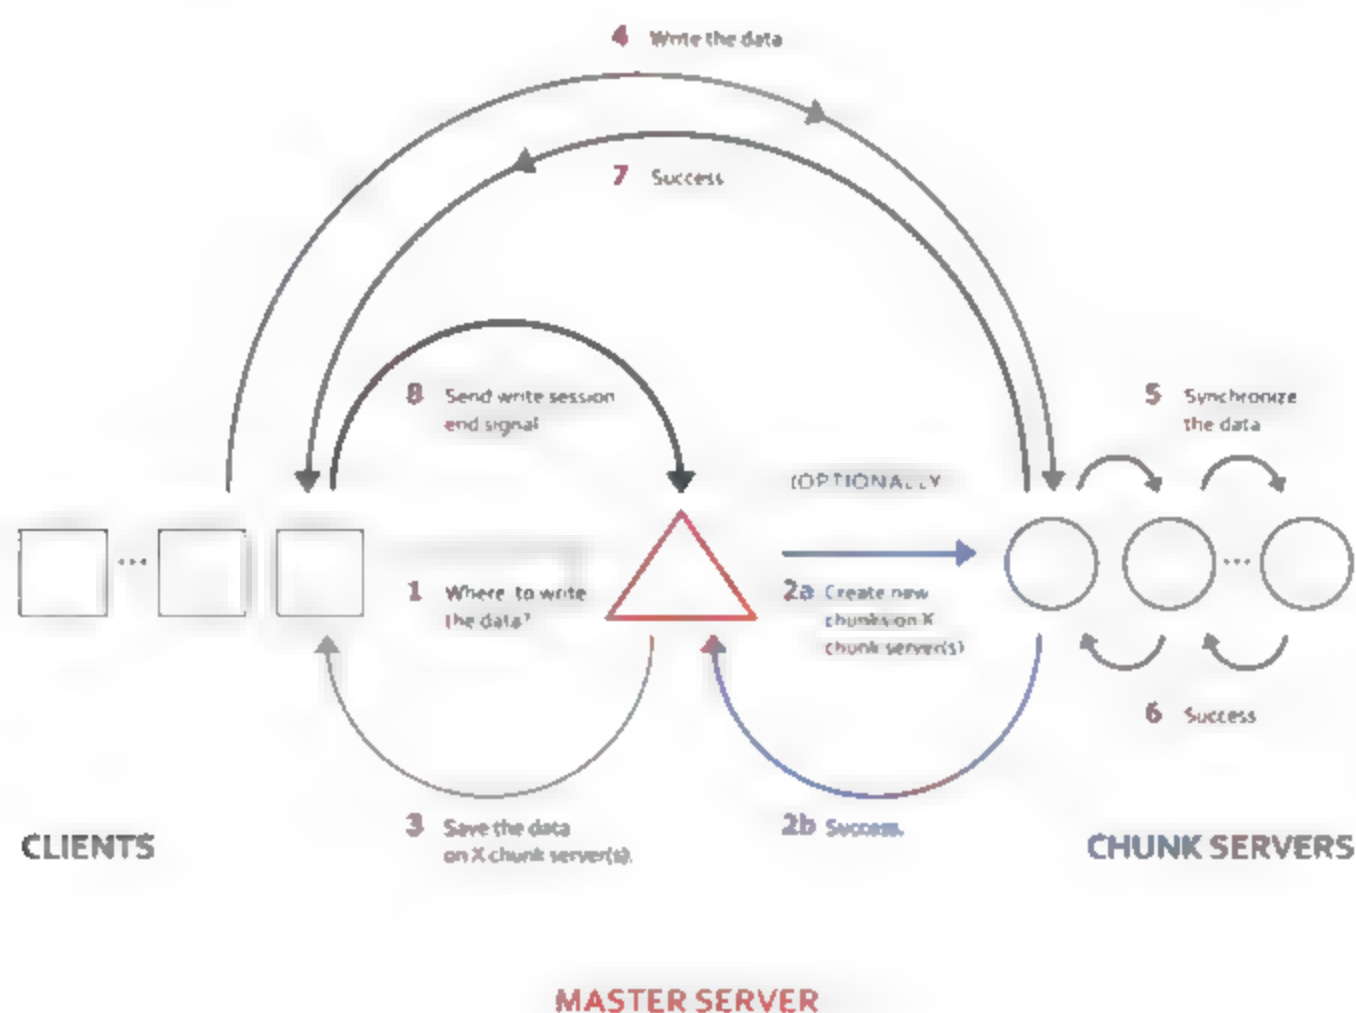 4 Write the data
7 Success
8 Send write session
end signal
5 Synchronize
the data
(OPTIONALLY
1 Where to write
the data?
2a Create new
chunks on X
chunk server(s)
6 Success
3 Save the data
on X chunk server(s).
2b Success.
CLIENTS
CHUNK SERVERS
MASTER SERVER